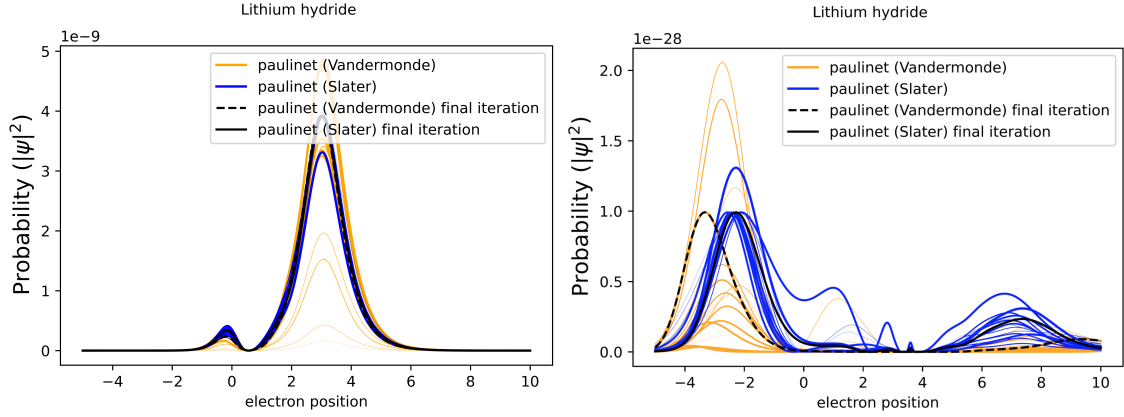 Lithium hydride
1e−9
paulinet (Vandermonde)
paulinet (Slater)
paulinet (Vandermonde) final iteration
paulinet (Slater) final iteration
Probability (|ψ|²)
5
4
3
2
1
0
−4 −2 0 2 4 6 8 10
electron position
Lithium hydride
1e−28
paulinet (Vandermonde)
paulinet (Slater)
paulinet (Vandermonde) final iteration
paulinet (Slater) final iteration
Probability (|ψ|²)
2.0
1.5
1.0
0.5
0.0
−4 −2 0 2 4 6 8 10
electron position